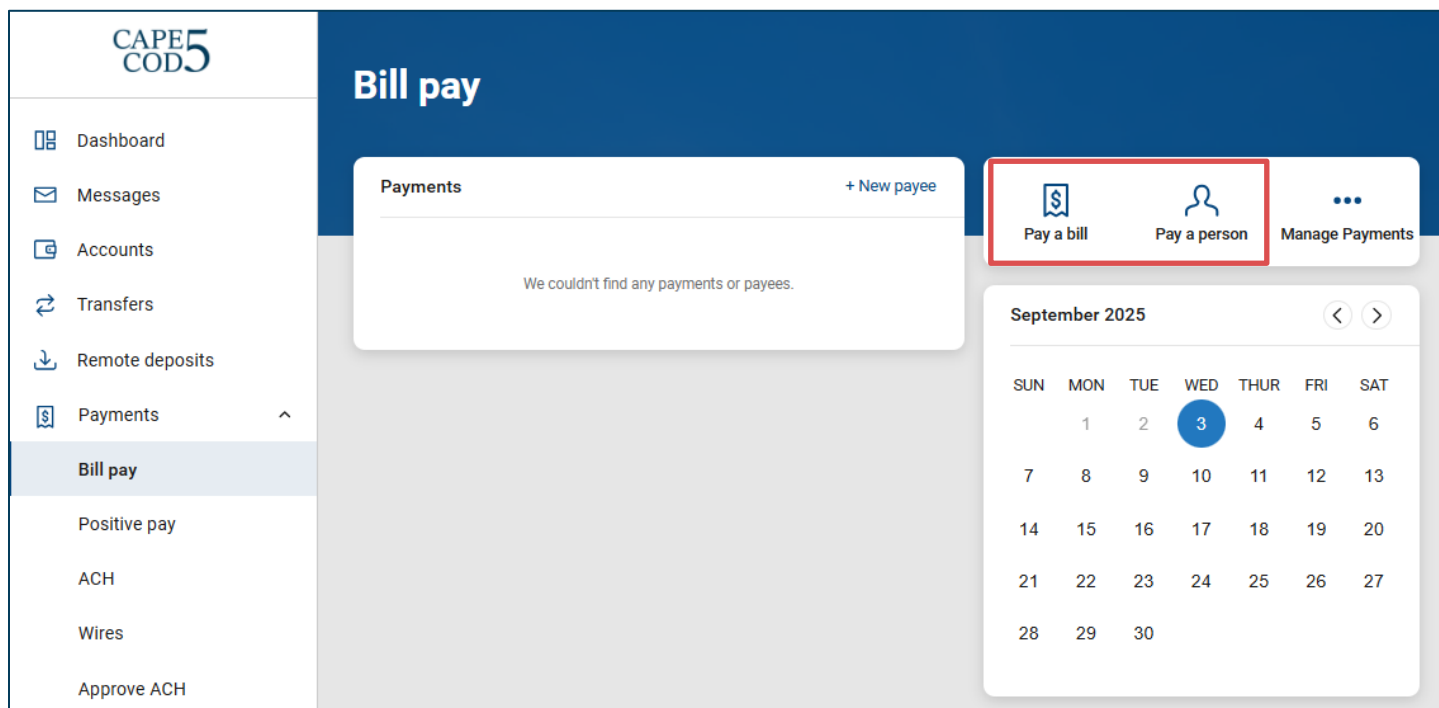 CAPE
COD5
Dashboard
Messages
Accounts
Transfers
Remote deposits
Payments
Bill pay
Positive pay
ACH
Wires
Approve ACH
Bill pay
Payments
+ New payee
We couldn't find any payments or payees.
Pay a bill
Pay a person
Manage Payments
September 2025
SUN MON TUE WED THUR FRI SAT
1 2 3 4 5 6
7 8 9 10 11 12 13
14 15 16 17 18 19 20
21 22 23 24 25 26 27
28 29 30